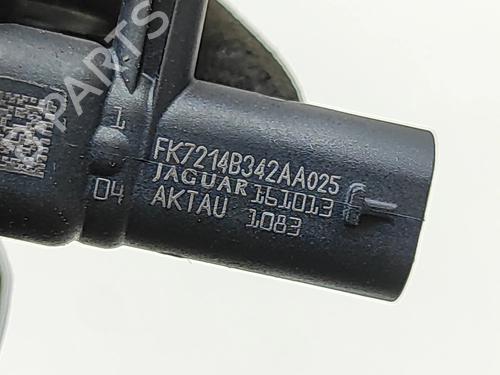 B-PARTS
1
04
FK7214B342AA025
JAGUAR 161013
AKTAU 1083